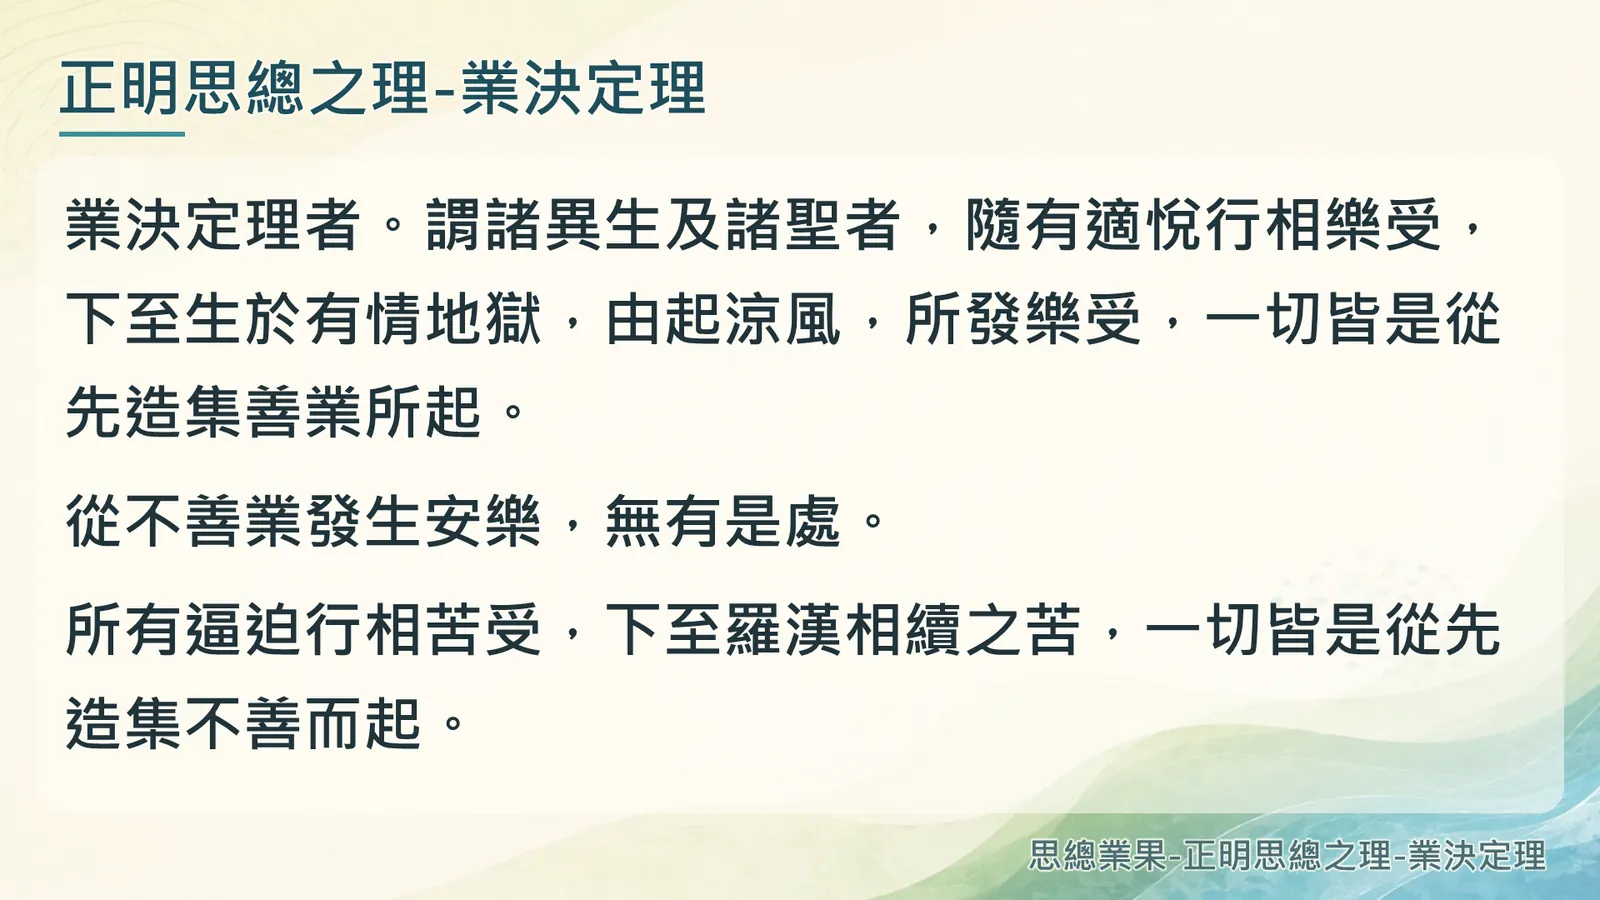 正明思總之理-業決定理
業決定理者。謂諸異生及諸聖者，隨有適悅行相樂受，
下至生於有情地獄，由起涼風，所發樂受，一切皆是從
先造集善業所起。
從不善業發生安樂，無有是處。
所有逼迫行相苦受，下至羅漢相續之苦，一切皆是從先
造集不善而起。
思總業果-正明思總之理-業決定理